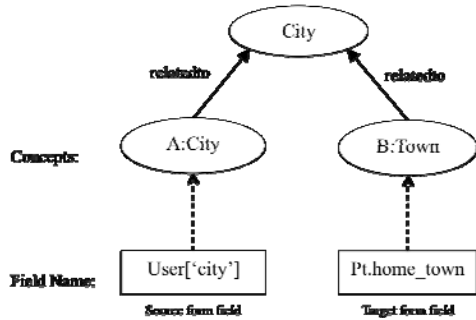 City
relatedto relatedto
Concepts: A:City B:Town
Field Name: User['city'] Pt.home_town
Source form field Target form field